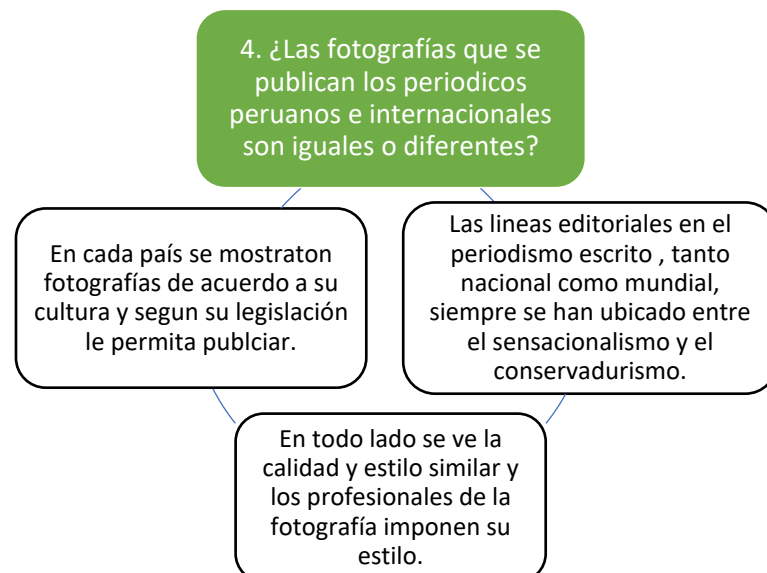 4. ¿Las fotografías que se
publican los periodicos
peruanos e internacionales
son iguales o diferentes?
En cada país se mostraton
fotografías de acuerdo a su
cultura y segun su legislación
le permita publciar.
Las lineas editoriales en el
periodismo escrito , tanto
nacional como mundial,
siempre se han ubicado entre
el sensacionalismo y el
conservadurismo.
En todo lado se ve la
calidad y estilo similar y
los profesionales de la
fotografía imponen su
estilo.